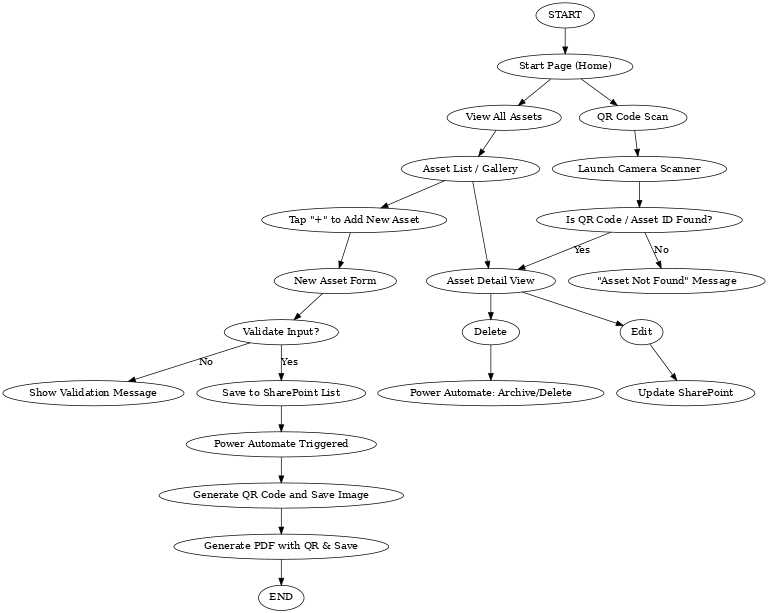 START
Start Page (Home)
View All Assets
QR Code Scan
Asset List / Gallery
Launch Camera Scanner
Tap "+" to Add New Asset
Is QR Code / Asset ID Found?
Yes
No
New Asset Form
Asset Detail View
"Asset Not Found" Message
Validate Input?
Delete
Edit
No
Yes
Show Validation Message
Save to SharePoint List
Power Automate: Archive/Delete
Update SharePoint
Power Automate Triggered
Generate QR Code and Save Image
Generate PDF with QR & Save
END